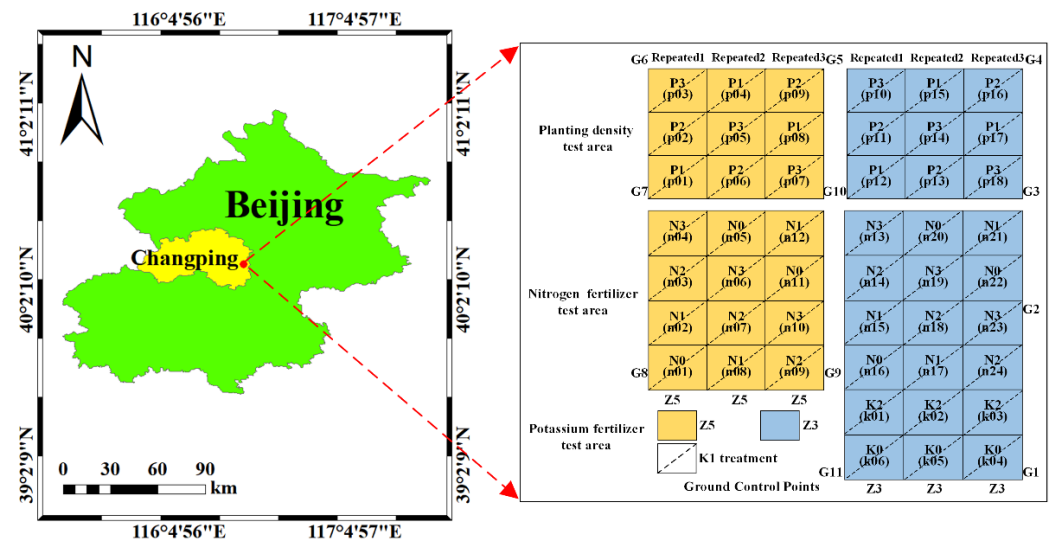 116°4'56"E 117°4'57"E
N
41°2'11"N
41°2'11"N
Beijing
Changping
40°2'10"N
40°2'10"N
39°2'9"N
39°2'9"N
0 30 60 90
km
116°4'56"E 117°4'57"E
G6 Repeated1 Repeated2 Repeated3 G5 Repeated1 Repeated2 Repeated3 G4
P3 P1 P2 P3 P1 P2
(p03) (p04) (p09) (p10) (p15) (p16)
Planting density
test area
P2 P3 P1 P2 P3 P1
(p02) (p05) (p08) (p11) (p14) (p17)
P1 P2 P3 P1 P2 P3
(p01) (p06) (p07) (p12) (p13) (p18)
G7 G10 G3
N3 N0 N1 N3 N0 N1
(n04) (n05) (n12) (n13) (n20) (n21)
N2 N3 N0 N2 N3 N0
(n03) (n06) (n11) (n14) (n19) (n22)
Nitrogen fertilizer
test area
G2
N1 N2 N3 N1 N2 N3
(n02) (n07) (n10) (n15) (n18) (n23)
N0 N1 N2 N0 N1 N2
(n01) (n08) (n09) (n16) (n17) (n24)
G8 G9
Z5 Z5 Z5
K2 K2 K2
(k01) (k02) (k03)
Potassium fertilizer
test area
Z5 Z3
K1 treatment
K0 K0 K0
(k06) (k05) (k04)
G11 G1
Ground Control Points
Z3 Z3 Z3